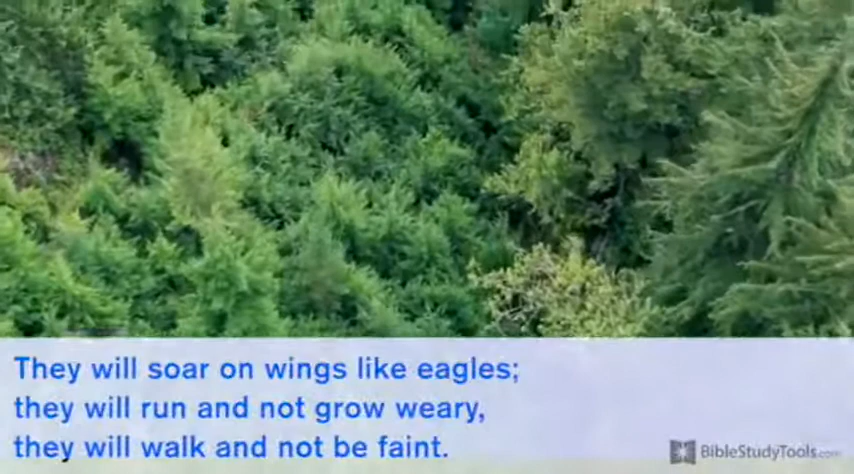 They will soar on wings like eagles;
they will run and not grow weary,
they will walk and not be faint.
BibleStudyTools.com